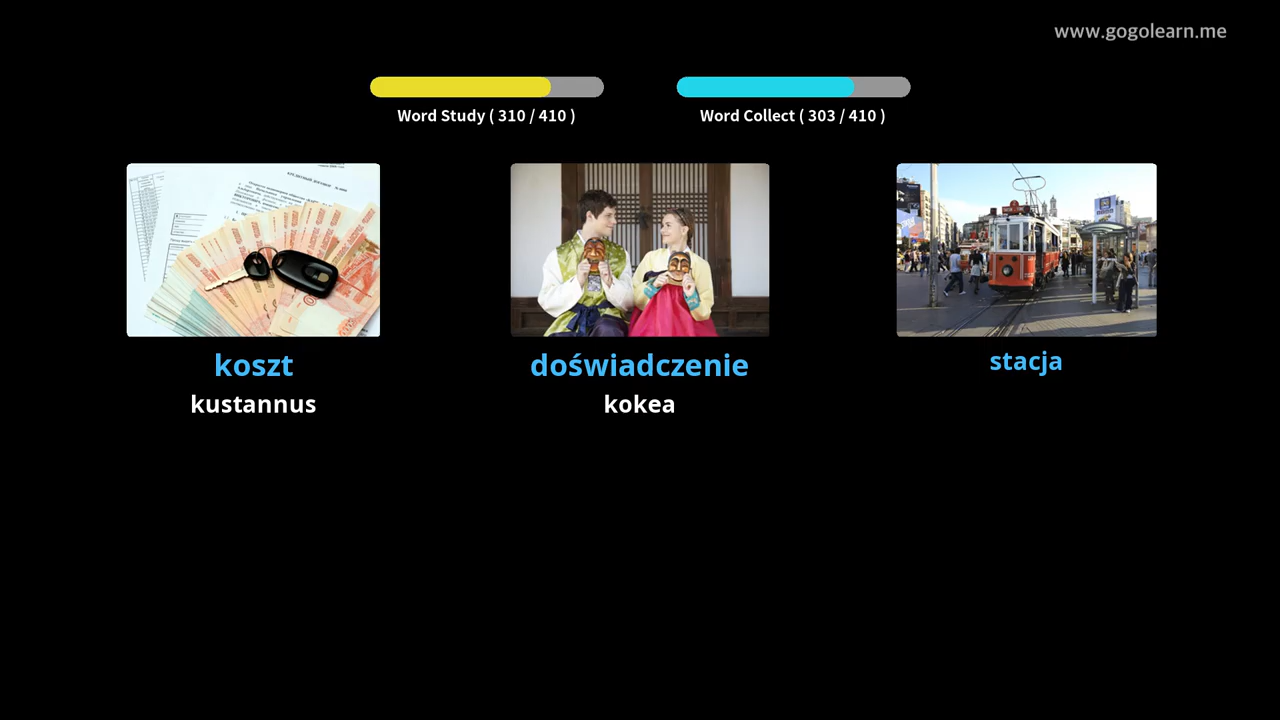 www.gogolearn.me
Word Study ( 310 / 410 )
Word Collect ( 303 / 410 )
koszt
doświadczenie
stacja
kustannus
kokea